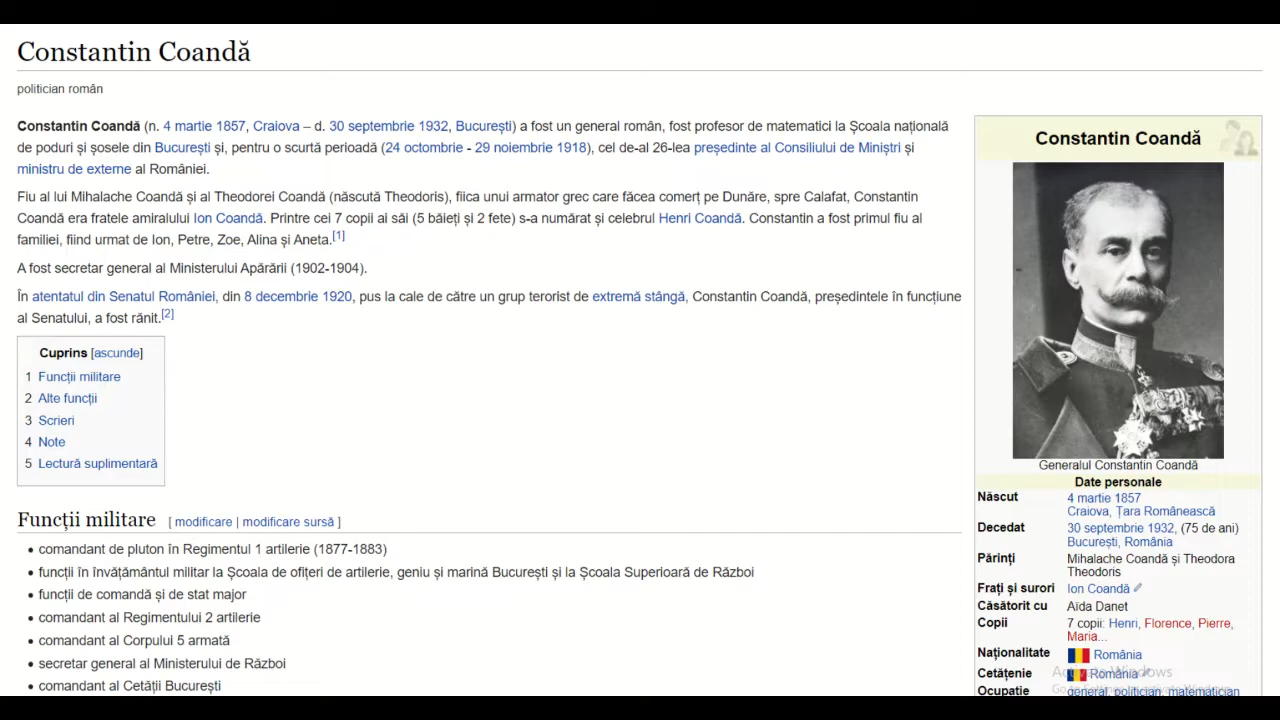 Constantin Coandă
politician român
Constantin Coandă (n. 4 martie 1857, Craiova – d. 30 septembrie 1932, București) a fost un general român, fost profesor de matematici la Școala națională
de poduri și șosele din București și, pentru o scurtă perioadă (24 octombrie - 29 noiembrie 1918), cel de-al 26-lea președinte al Consiliului de Miniștri și
ministru de externe al României.
Fiu al lui Mihalache Coandă și al Theodorei Coandă (născută Theodoris), fiica unui armator grec care făcea comerț pe Dunăre, spre Calafat, Constantin
Coandă era fratele amiralului Ion Coandă. Printre cei 7 copii ai săi (5 băieți și 2 fete) s-a numărat și celebrul Henri Coandă. Constantin a fost primul fiu al
familiei, fiind urmat de Ion, Petre, Zoe, Alina și Aneta.[1]
A fost secretar general al Ministerului Apărării (1902-1904).
În atentatul din Senatul României, din 8 decembrie 1920, pus la cale de către un grup terorist de extremă stângă, Constantin Coandă, președintele în funcțiune
al Senatului, a fost rănit.[2]
Cuprins [ascunde]
1 Funcții militare
2 Alte funcții
3 Scrieri
4 Note
5 Lectură suplimentară
Funcții militare [ modificare | modificare sursă ]
• comandant de pluton în Regimentul 1 artilerie (1877-1883)
• funcții în învățământul militar la Școala de ofițeri de artilerie, geniu și marină București și la Școala Superioară de Război
• funcții de comandă și de stat major
• comandant al Regimentului 2 artilerie
• comandant al Corpului 5 armată
• secretar general al Ministerului de Război
• comandant al Cetății București
Constantin Coandă
Generalul Constantin Coandă
Date personale
Născut 4 martie 1857
Craiova, Țara Românească
Decedat 30 septembrie 1932, (75 de ani)
București, România
Părinți Mihalache Coandă și Theodora
Theodoris
Frați și surori Ion Coandă
Căsătorit cu Aïda Danet
Copii 7 copii: Henri, Florence, Pierre,
Maria...
Naționalitate România
Cetățenie România
Ocupație general, politician, matematician
Activate Windows